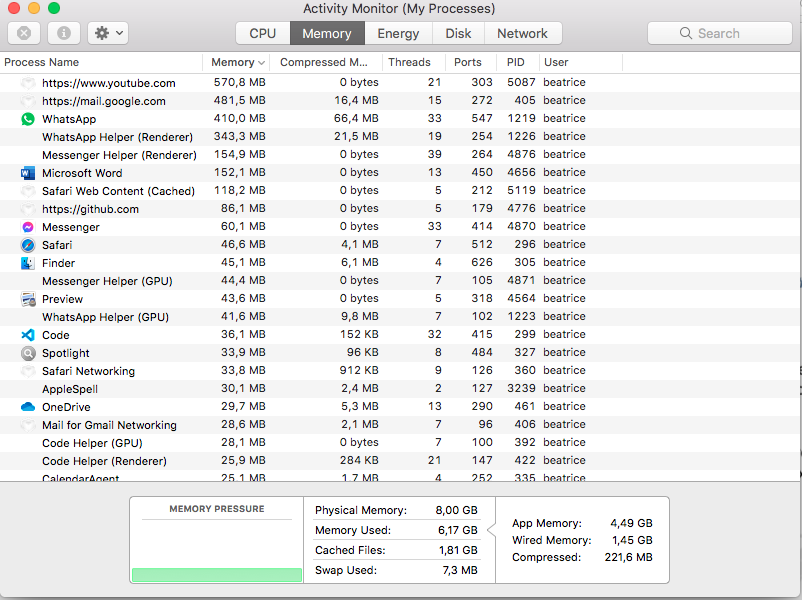 Activity Monitor (My Processes)
CPU Memory Energy Disk Network Search
Process Name Memory Compressed M... Threads Ports PID User
https://www.youtube.com 570,8 MB 0 bytes 21 303 5087 beatrice
https://mail.google.com 481,5 MB 16,4 MB 15 272 405 beatrice
WhatsApp 410,0 MB 66,4 MB 33 547 1219 beatrice
WhatsApp Helper (Renderer) 343,3 MB 21,5 MB 19 254 1226 beatrice
Messenger Helper (Renderer) 154,9 MB 0 bytes 39 264 4876 beatrice
Microsoft Word 152,1 MB 0 bytes 13 450 4656 beatrice
Safari Web Content (Cached) 118,2 MB 0 bytes 5 212 5119 beatrice
https://github.com 86,1 MB 0 bytes 5 179 4776 beatrice
Messenger 60,1 MB 0 bytes 33 414 4870 beatrice
Safari 46,6 MB 4,1 MB 7 512 296 beatrice
Finder 45,1 MB 6,1 MB 4 626 305 beatrice
Messenger Helper (GPU) 44,4 MB 0 bytes 7 105 4871 beatrice
Preview 43,6 MB 0 bytes 5 318 4564 beatrice
WhatsApp Helper (GPU) 41,6 MB 9,8 MB 7 102 1223 beatrice
Code 36,1 MB 152 KB 32 415 299 beatrice
Spotlight 33,9 MB 96 KB 8 484 327 beatrice
Safari Networking 33,8 MB 912 KB 9 126 360 beatrice
AppleSpell 30,1 MB 2,4 MB 2 127 3239 beatrice
OneDrive 29,7 MB 5,3 MB 13 290 461 beatrice
Mail for Gmail Networking 28,6 MB 2,1 MB 7 96 406 beatrice
Code Helper (GPU) 28,1 MB 0 bytes 7 100 392 beatrice
Code Helper (Renderer) 25,9 MB 284 KB 21 147 422 beatrice
CalendarAgent 25,1 MB 1,7 MB 4 252 335 beatrice
MEMORY PRESSURE
Physical Memory: 8,00 GB
Memory Used: 6,17 GB
Cached Files: 1,81 GB
Swap Used: 7,3 MB
App Memory: 4,49 GB
Wired Memory: 1,45 GB
Compressed: 221,6 MB